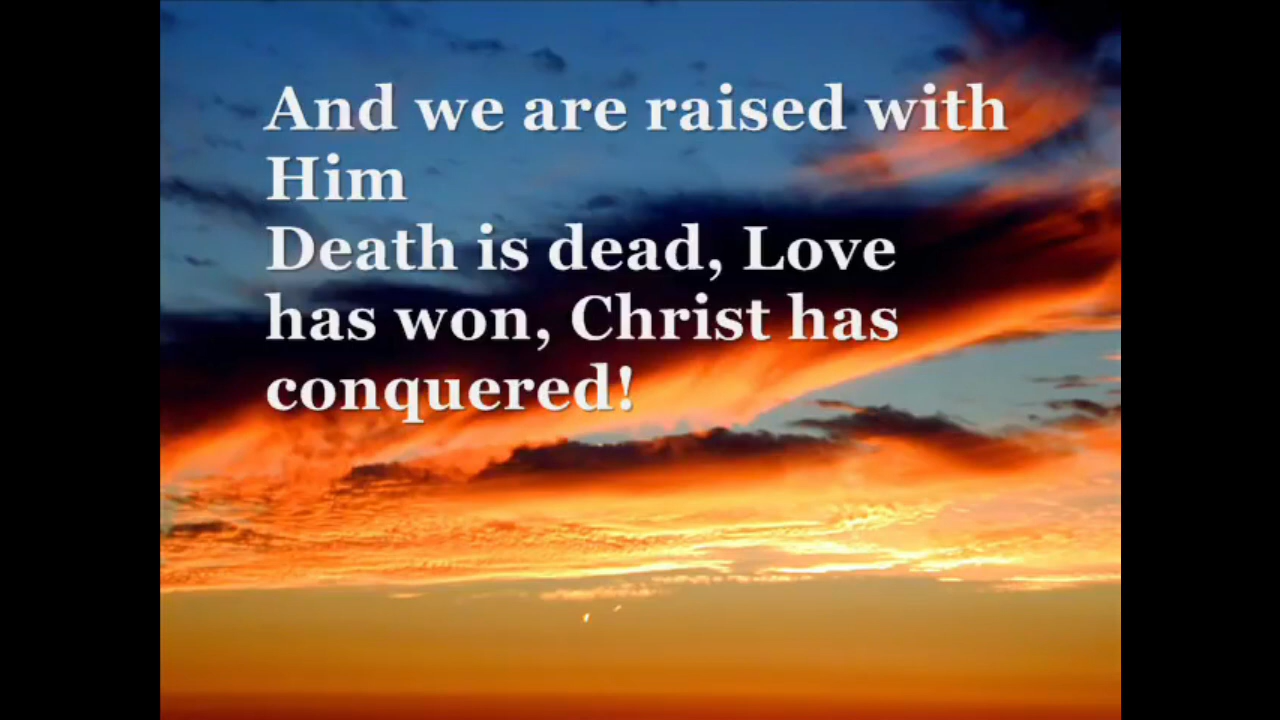 And we are raised with
Him
Death is dead, Love
has won, Christ has
conquered!